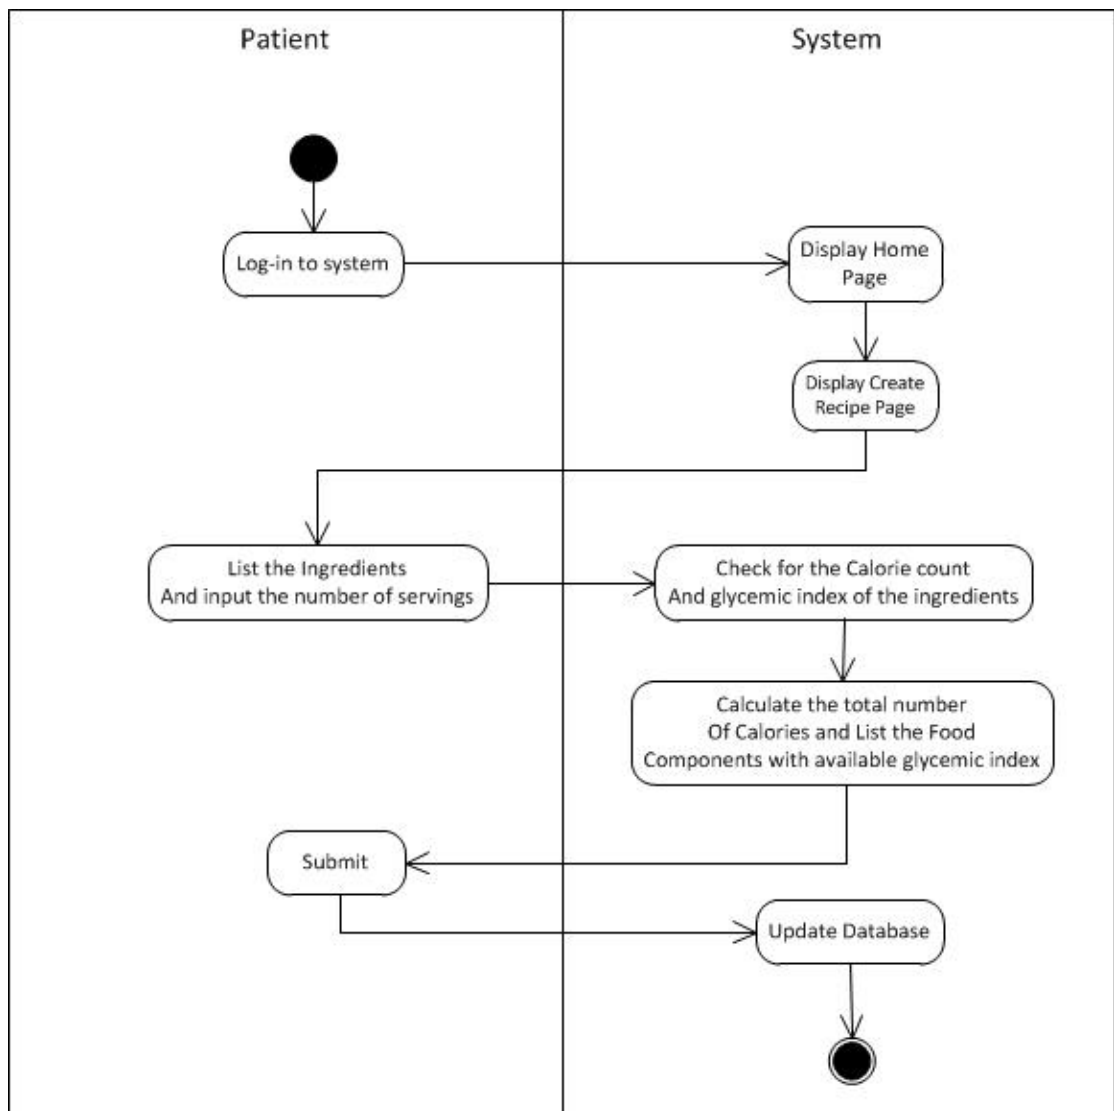 Patient
System
Log-in to system
Display Home
Page
Display Create
Recipe Page
List the Ingredients
And input the number of servings
Check for the Calorie count
And glycemic index of the ingredients
Calculate the total number
Of Calories and List the Food
Components with available glycemic index
Submit
Update Database